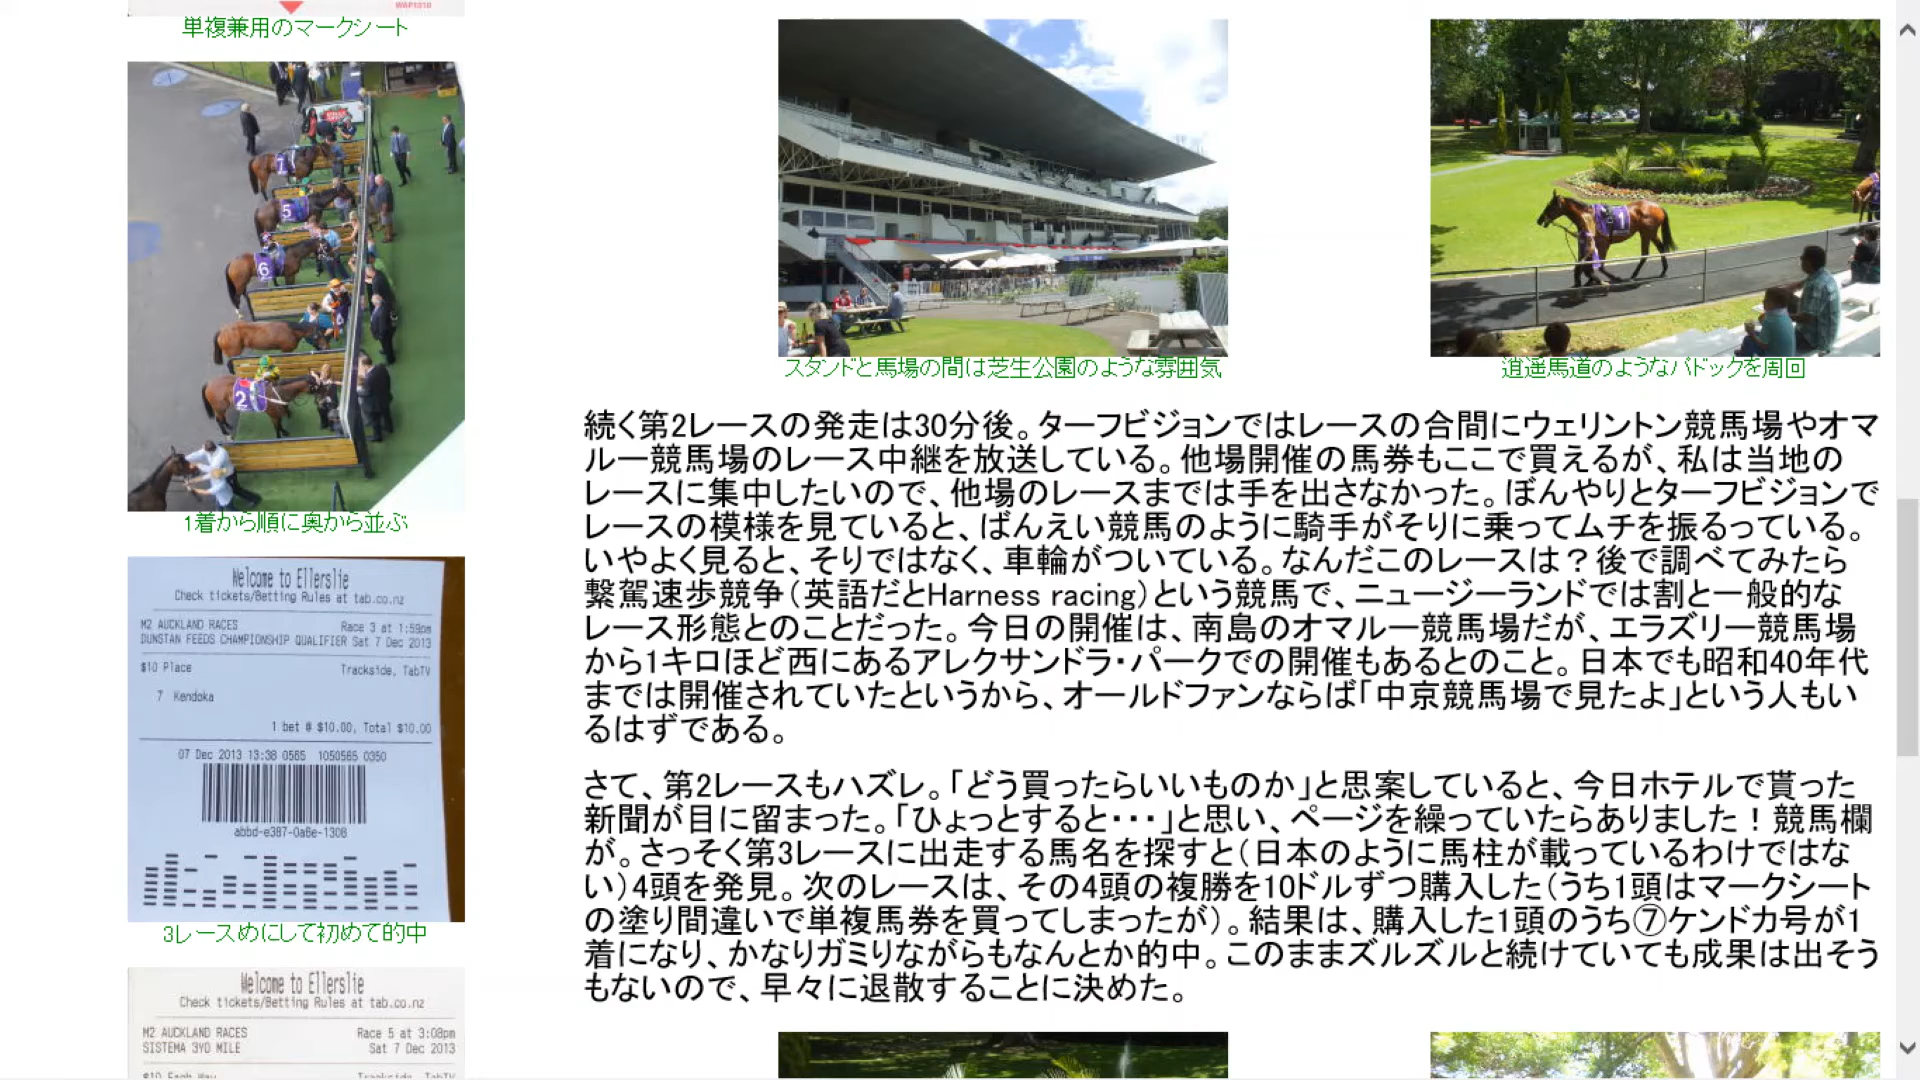 WAP1010
単複兼用のマークシート
7
5
6
2
1着から順に奥から並ぶ
Welcome to Ellerslie
Check tickets/Betting Rules at tab.co.nz
M2 AUCKLAND RACES Race 3 at 1:59pm
DUNSTAN FEEDS CHAMPIONSHIP QUALIFIER Sat 7 Dec 2013
$10 Place Trackside, TabTV
7 Kendoka
1 bet @ $10.00, Total $10.00
07 Dec 2013 13:38 0565 1050565 0350
abbd-e387-0a6e-1308
3レースめにして初めて的中
Welcome to Ellerslie
Check tickets/Betting Rules at tab.co.nz
M2 AUCKLAND RACES Race 5 at 3:08pm
SISTEMA 3YO MILE Sat 7 Dec 2013
$10 Each Way Trackside, TabTV
スタンドと馬場の間は芝生公園のような雰囲気
逍遥馬道のようなパドックを周回
続く第2レースの発走は30分後。ターフビジョンではレースの合間にウェリントン競馬場やオマ
ルー競馬場のレース中継を放送している。他場開催の馬券もここで買えるが、私は当地の
レースに集中したいので、他場のレースまでは手を出さなかった。ぼんやりとターフビジョンで
レースの模様を見ていると、ばんえい競馬のように騎手がそりに乗ってムチを振るっている。
いやよく見ると、そりではなく、車輪がついている。なんだこのレースは？後で調べてみたら
繋駕速歩競争（英語だとHarness racing）という競馬で、ニュージーランドでは割と一般的な
レース形態とのことだった。今日の開催は、南島のオマルー競馬場だが、エラズリー競馬場
から1キロほど西にあるアレクサンドラ・パークでの開催もあるとのこと。日本でも昭和40年代
までは開催されていたというから、オールドファンならば「中京競馬場で見たよ」という人もい
るはずである。
さて、第2レースもハズレ。「どう買ったらいいものか」と思案していると、今日ホテルで貰った
新聞が目に留まった。「ひょっとすると・・・」と思い、ページを繰っていたらありました！競馬欄
が。さっそく第3レースに出走する馬名を探すと（日本のように馬柱が載っているわけではな
い）4頭を発見。次のレースは、その4頭の複勝を10ドルずつ購入した（うち1頭はマークシート
の塗り間違いで単複馬券を買ってしまったが）。結果は、購入した1頭のうち⑦ケンドカ号が1
着になり、かなりガミりながらもなんとか的中。このままズルズルと続けていても成果は出そう
もないので、早々に退散することに決めた。